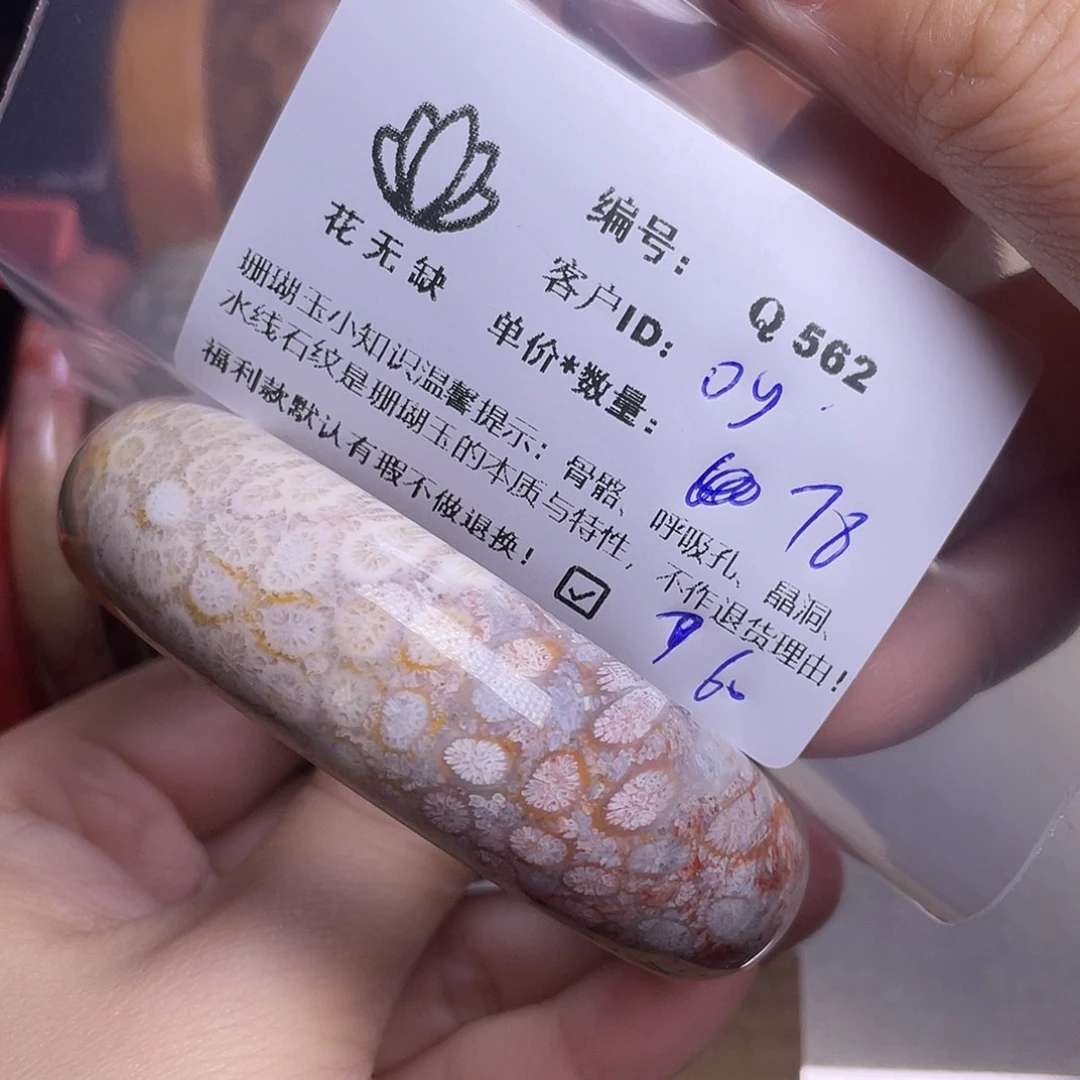 花无缺
编号：Q 562
客户ID: oy
单价*数量: 78
珊瑚玉小知识温馨提示：骨骼、呼吸孔、晶洞、
水线石纹是珊瑚玉的本质与特性，不作退货理由！
福利款默认有瑕不做退换！